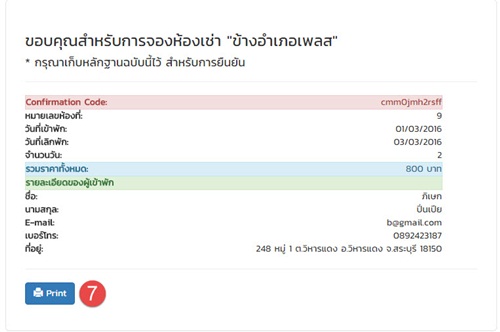 ขอบคุณสำหรับการจองห้องเช่า "ข้างอำเภอเพลส"
* กรุณาเก็บหลักฐานฉบับนี้ไว้ สำหรับการยืนยัน
Confirmation Code: cmm0jmh2rsff
หมายเลขห้องที่: 9
วันที่เข้าพัก: 01/03/2016
วันที่เลิกพัก: 03/03/2016
จำนวนวัน: 2
รวมราคาทั้งหมด: 800 บาท
รายละเอียดของผู้เข้าพัก
ชื่อ: ภิเษก
นามสกุล: ปิ่นเปีย
E-mail: b@gmail.com
เบอร์โทร: 0892423187
ที่อยู่: 248 หมู่ 1 ต.วิหารแดง อ.วิหารแดง จ.สระบุรี 18150
Print 7